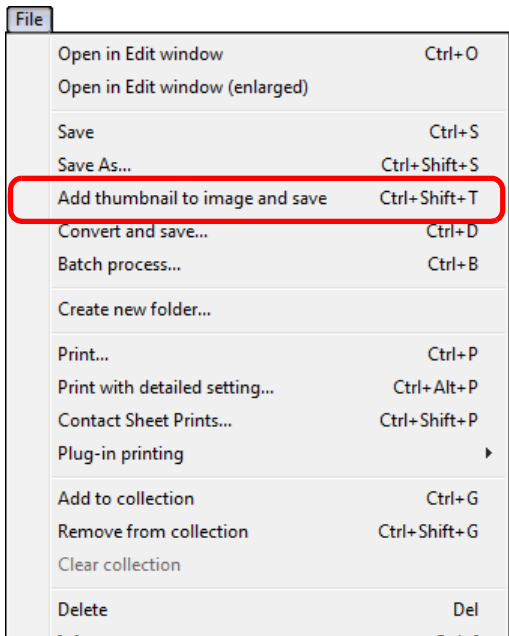 File
Open in Edit window Ctrl+O
Open in Edit window (enlarged)
Save Ctrl+S
Save As... Ctrl+Shift+S
Add thumbnail to image and save Ctrl+Shift+T
Convert and save... Ctrl+D
Batch process... Ctrl+B
Create new folder...
Print... Ctrl+P
Print with detailed setting... Ctrl+Alt+P
Contact Sheet Prints... Ctrl+Shift+P
Plug-in printing
Add to collection Ctrl+G
Remove from collection Ctrl+Shift+G
Clear collection
Delete Del